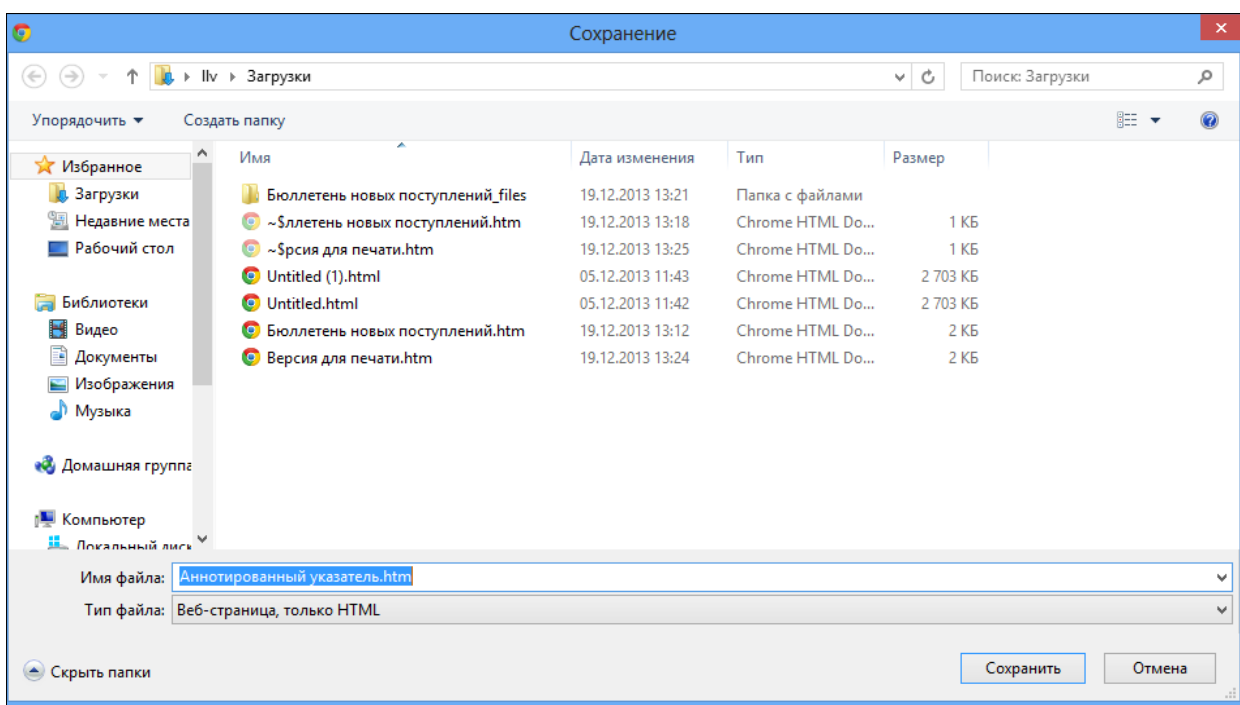 Сохранение
llv ▸ Загрузки
Поиск: Загрузки
Упорядочить
Создать папку
Избранное
Загрузки
Недавние места
Рабочий стол
Библиотеки
Видео
Документы
Изображения
Музыка
Домашняя группа
Компьютер
Локальный диск
Имя Дата изменения Тип Размер
Бюллетень новых поступлений_files 19.12.2013 13:21 Папка с файлами
~$ллетень новых поступлений.htm 19.12.2013 13:18 Chrome HTML Do... 1 КБ
~$рсия для печати.htm 19.12.2013 13:25 Chrome HTML Do... 1 КБ
Untitled (1).html 05.12.2013 11:43 Chrome HTML Do... 2 703 КБ
Untitled.html 05.12.2013 11:42 Chrome HTML Do... 2 703 КБ
Бюллетень новых поступлений.htm 19.12.2013 13:12 Chrome HTML Do... 2 КБ
Версия для печати.htm 19.12.2013 13:24 Chrome HTML Do... 2 КБ
Имя файла: Аннотированный указатель.htm
Тип файла: Веб-страница, только HTML
Скрыть папки
Сохранить
Отмена